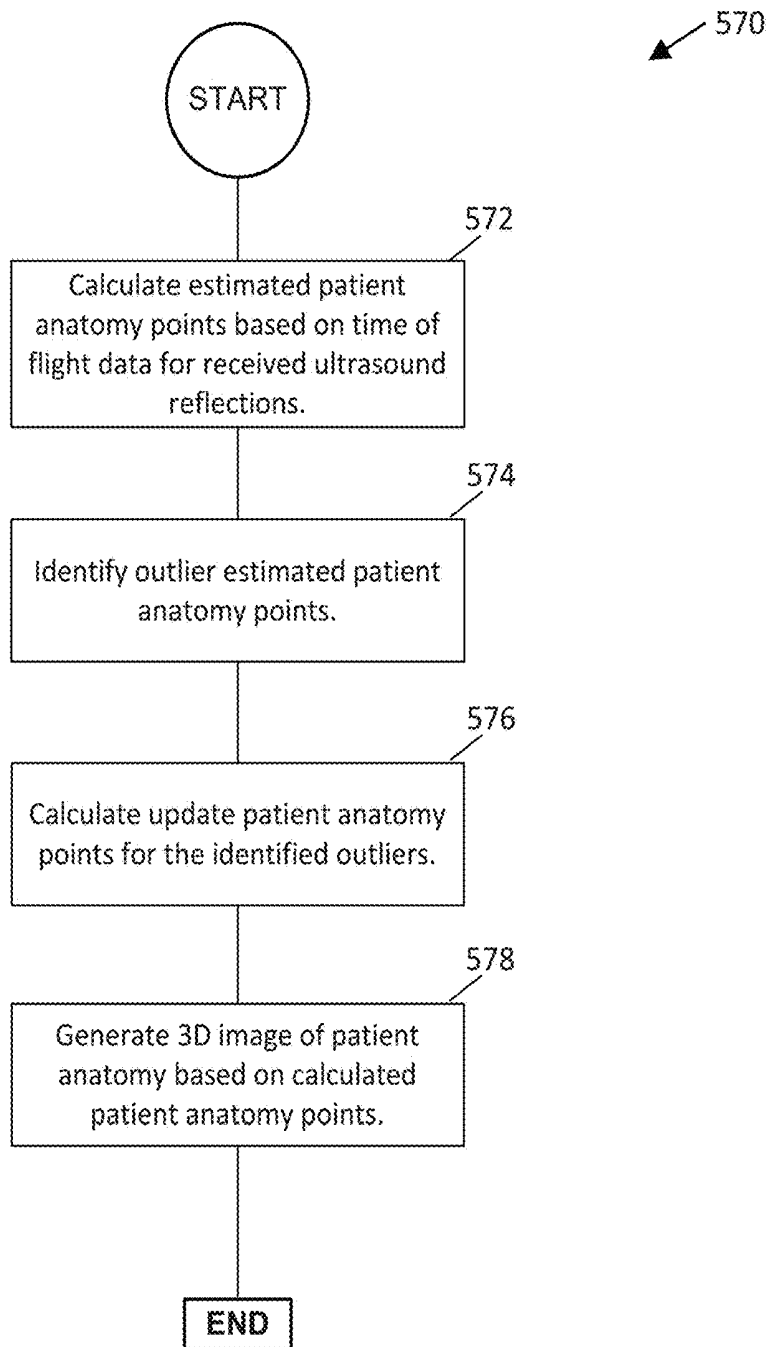 570
START
572
Calculate estimated patient
anatomy points based on time of
flight data for received ultrasound
reflections.
574
Identify outlier estimated patient
anatomy points.
576
Calculate update patient anatomy
points for the identified outliers.
578
Generate 3D image of patient
anatomy based on calculated
patient anatomy points.
END